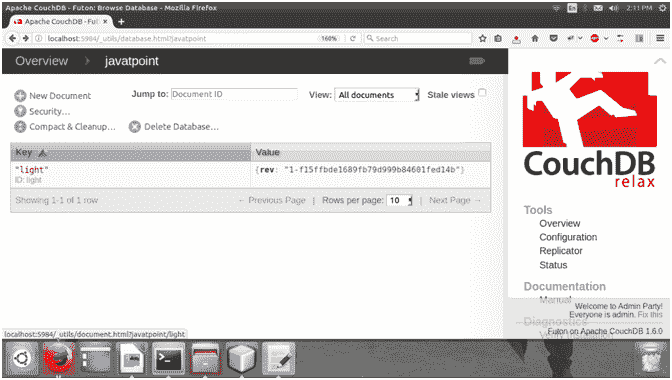 Apache CouchDB - Futon: Browse Database - Mozilla Firefox
En
2:11 PM
Apache CouchDB - Fut...
localhost:5984/_utils/database.html?javatpoint
160%
Search
Overview
javatpoint
New Document
Security...
Compact & Cleanup...
Delete Database...
Jump to:
Document ID
View:
All documents
Stale views
Key
Value
"light"
ID: light
{rev: "1-f15ffbde1689fb79d999b84601fed14b"}
Showing 1-1 of 1 row
← Previous Page | Rows per page: 10 | Next Page →
CouchDB
relax
Tools
Overview
Configuration
Replicator
Status
Documentation
Manual
Welcome to Admin Party!
Everyone is admin. Fix this
Diagnostics
Futon on Apache CouchDB 1.6.0
localhost:5984/_utils/document.html?javatpoint/light